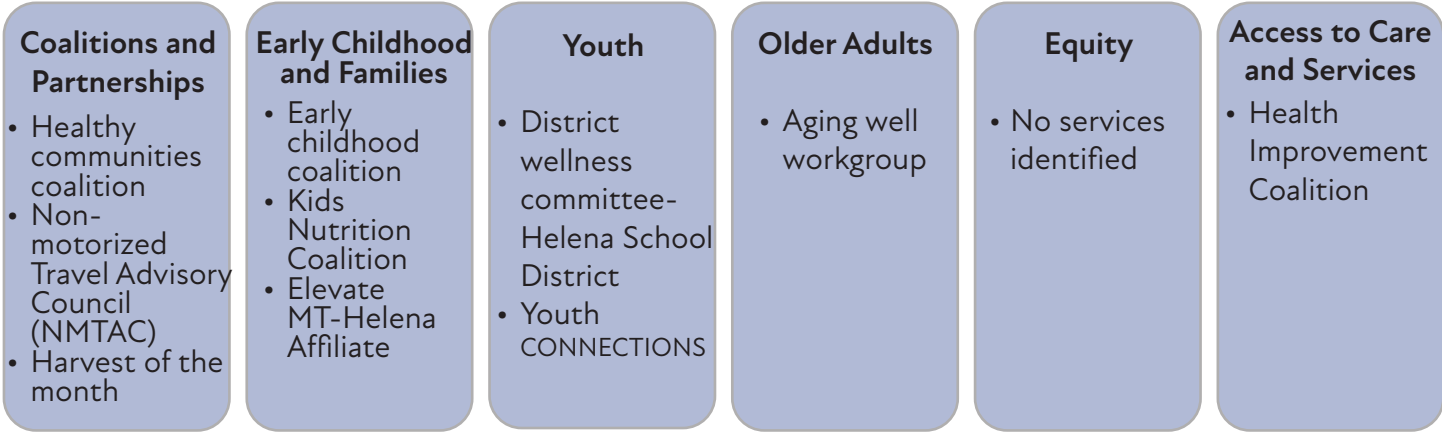 Coalitions and
Partnerships
• Healthy
communities
coalition
• Non-
motorized
Travel Advisory
Council
(NMTAC)
• Harvest of the
month
Early Childhood
and Families
• Early
childhood
coalition
• Kids
Nutrition
Coalition
• Elevate
MT-Helena
Affiliate
Youth
• District
wellness
committee-
Helena School
District
• Youth
CONNECTIONS
Older Adults
• Aging well
workgroup
Equity
• No services
identified
Access to Care
and Services
• Health
Improvement
Coalition